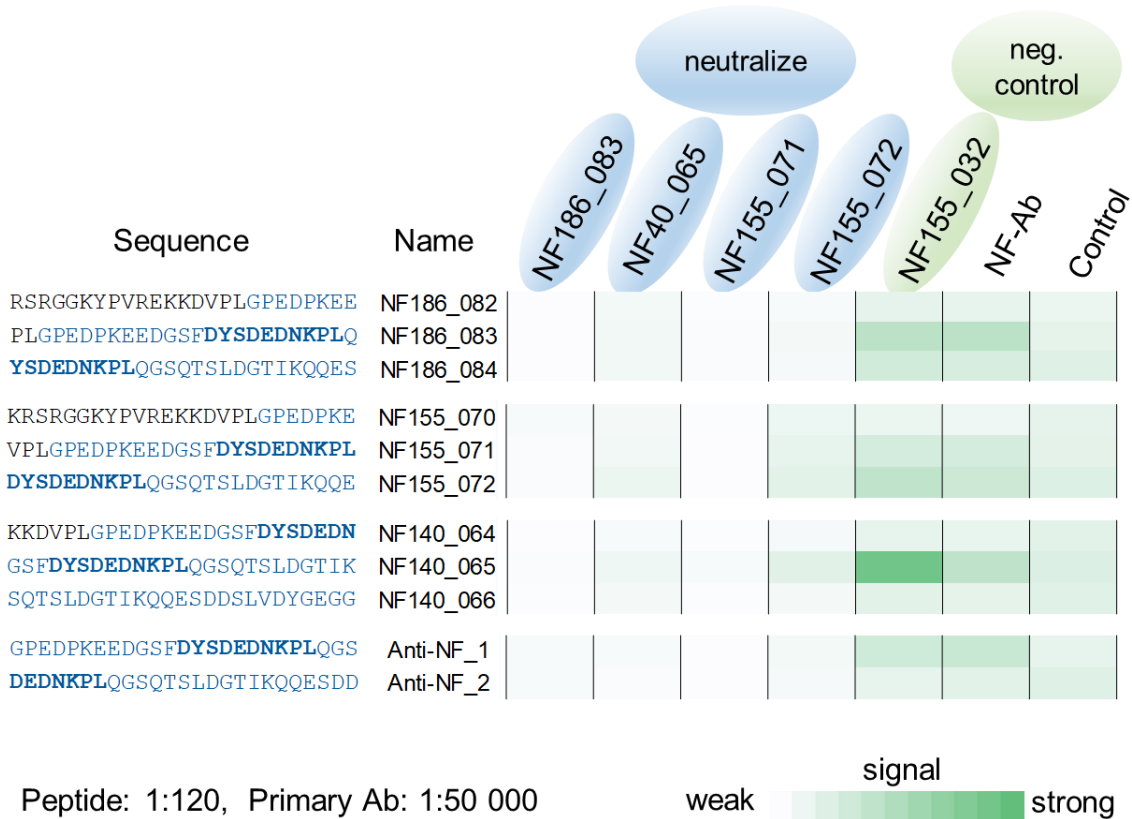 neutralize
neg.
control
NF186_083
NF40_065
NF155_071
NF155_072
NF155_032
NF-Ab
Control
Sequence Name
RSRGGKYPVREKKDVPLGPEDPKEE NF186_082
PLGPEDPKEEDGSFDYSDEDNKPLQ NF186_083
YSDEDNKPLQGSQTSLDGTIKQQES NF186_084
KRSRGGKYPVREKKDVPLGPEDPKE NF155_070
VPLGPEDPKEEDGSFDYSDEDNKPL NF155_071
DYSDEDNKPLQGSQTSLDGTIKQQE NF155_072
KKDVPLGPEDPKEEDGSFDYSDEDN NF140_064
GSFDYSDEDNKPLQGSQTSLDGTIK NF140_065
SQTSLDGTIKQQESDDSLVDYGEGG NF140_066
GPEDPKEEDGSFDYSDEDNKPLQGS Anti-NF_1
DEDNKPLQGSQTSLDGTIKQQESDD Anti-NF_2
signal
Peptide: 1:120, Primary Ab: 1:50 000 weak strong